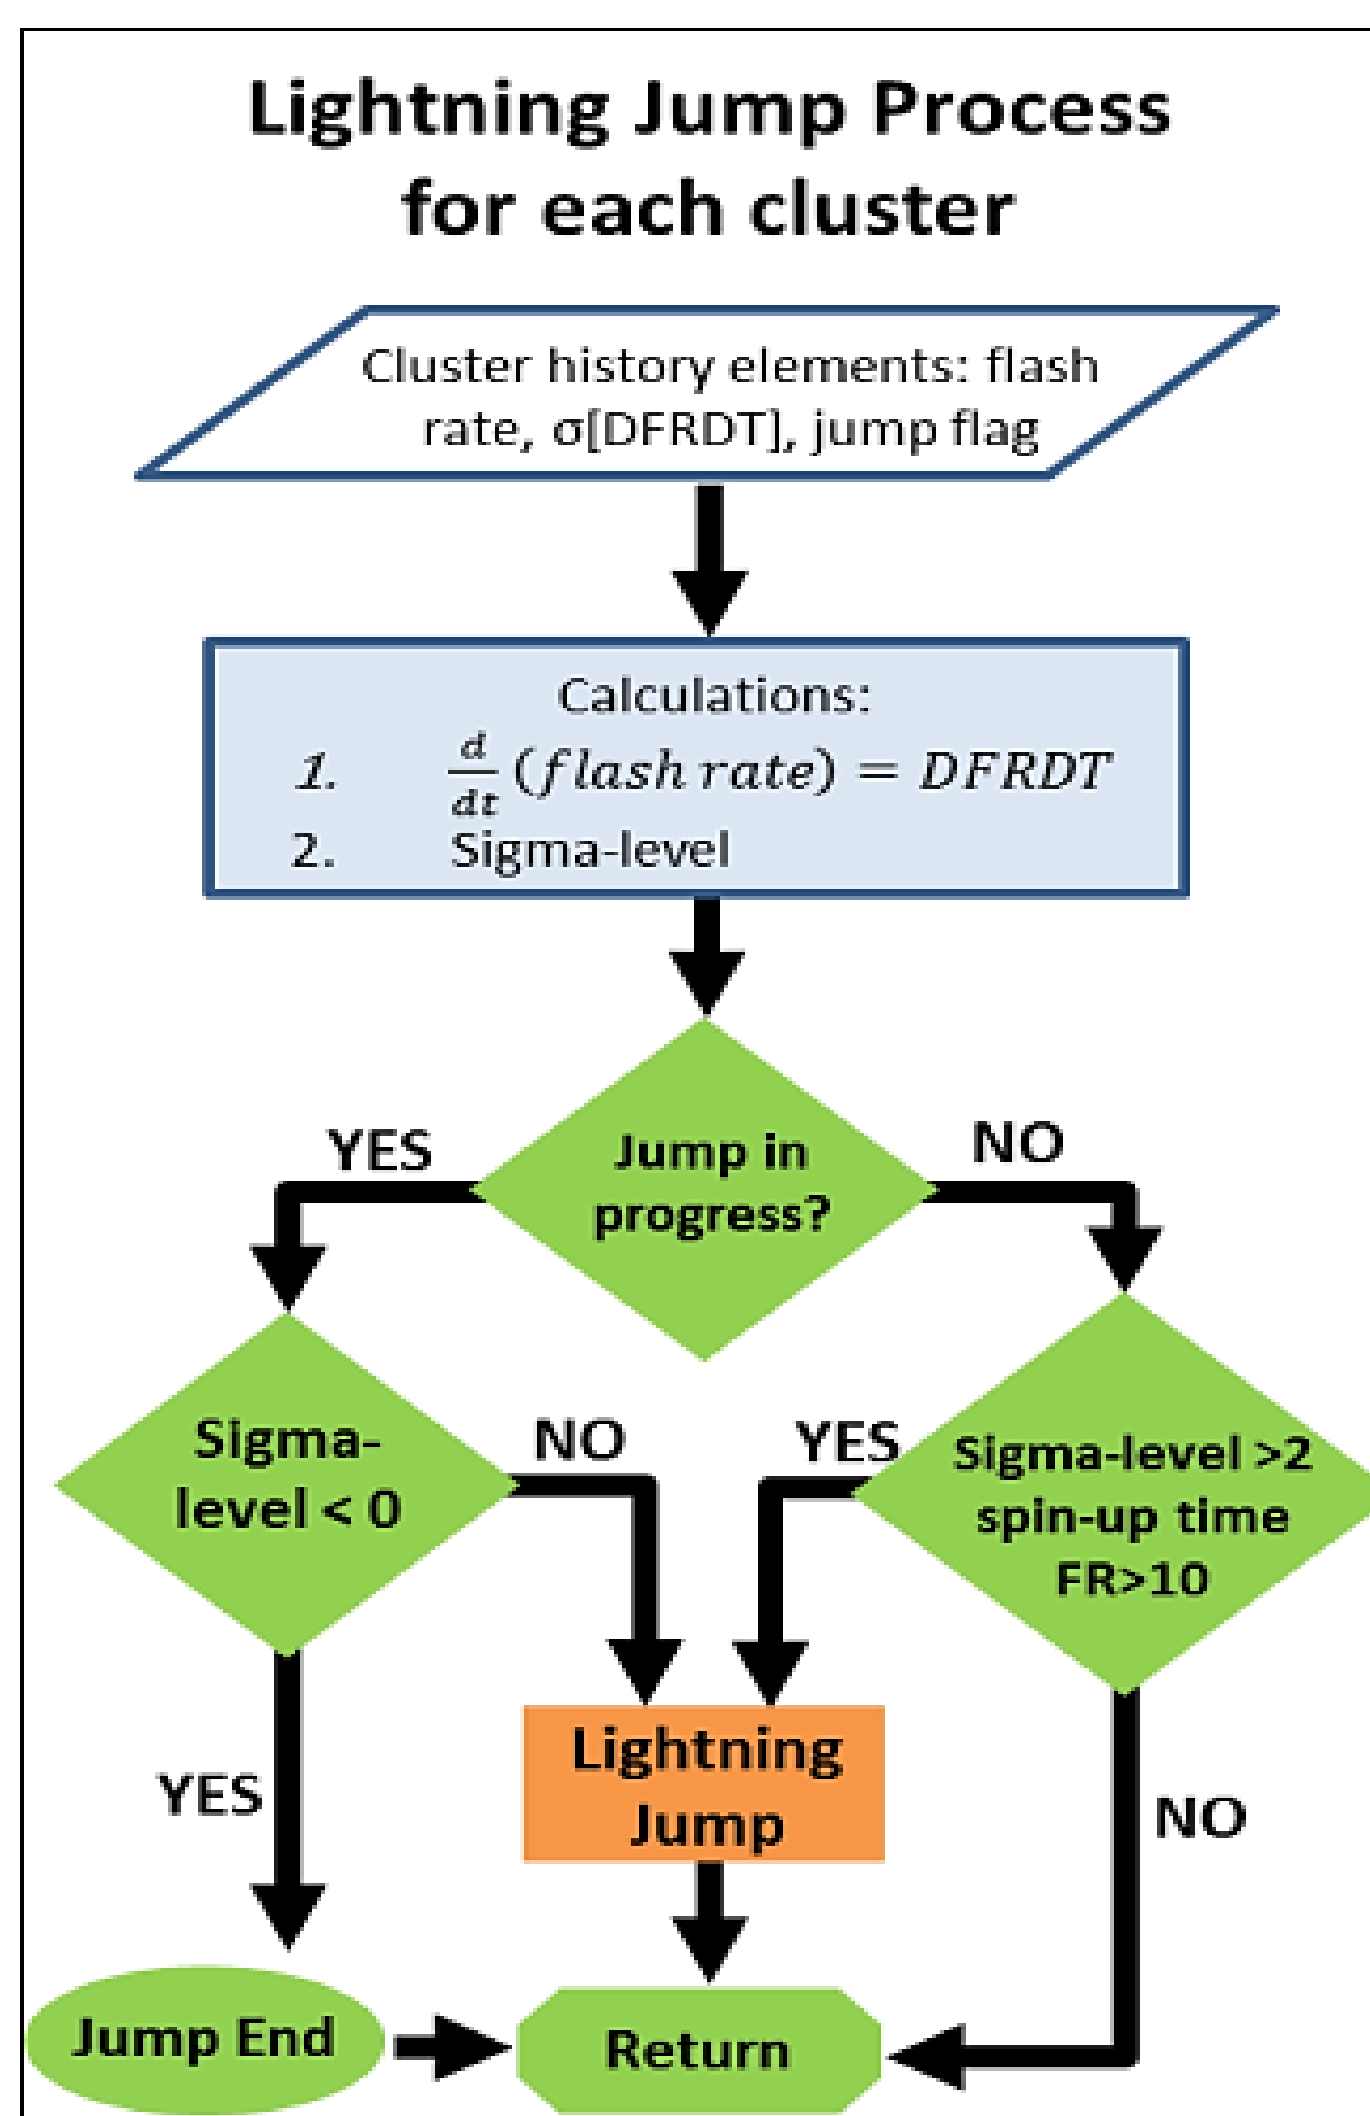 Lightning Jump Process
for each cluster
Cluster history elements: flash
rate, σ[DFRDT], jump flag
Calculations:
1. d/dt (flash rate) = DFRDT
2. Sigma-level
Jump in
progress?
YES
NO
Sigma-
level < 0
NO
YES
Sigma-level >2
spin-up time
FR>10
YES
Lightning
Jump
NO
Jump End
Return